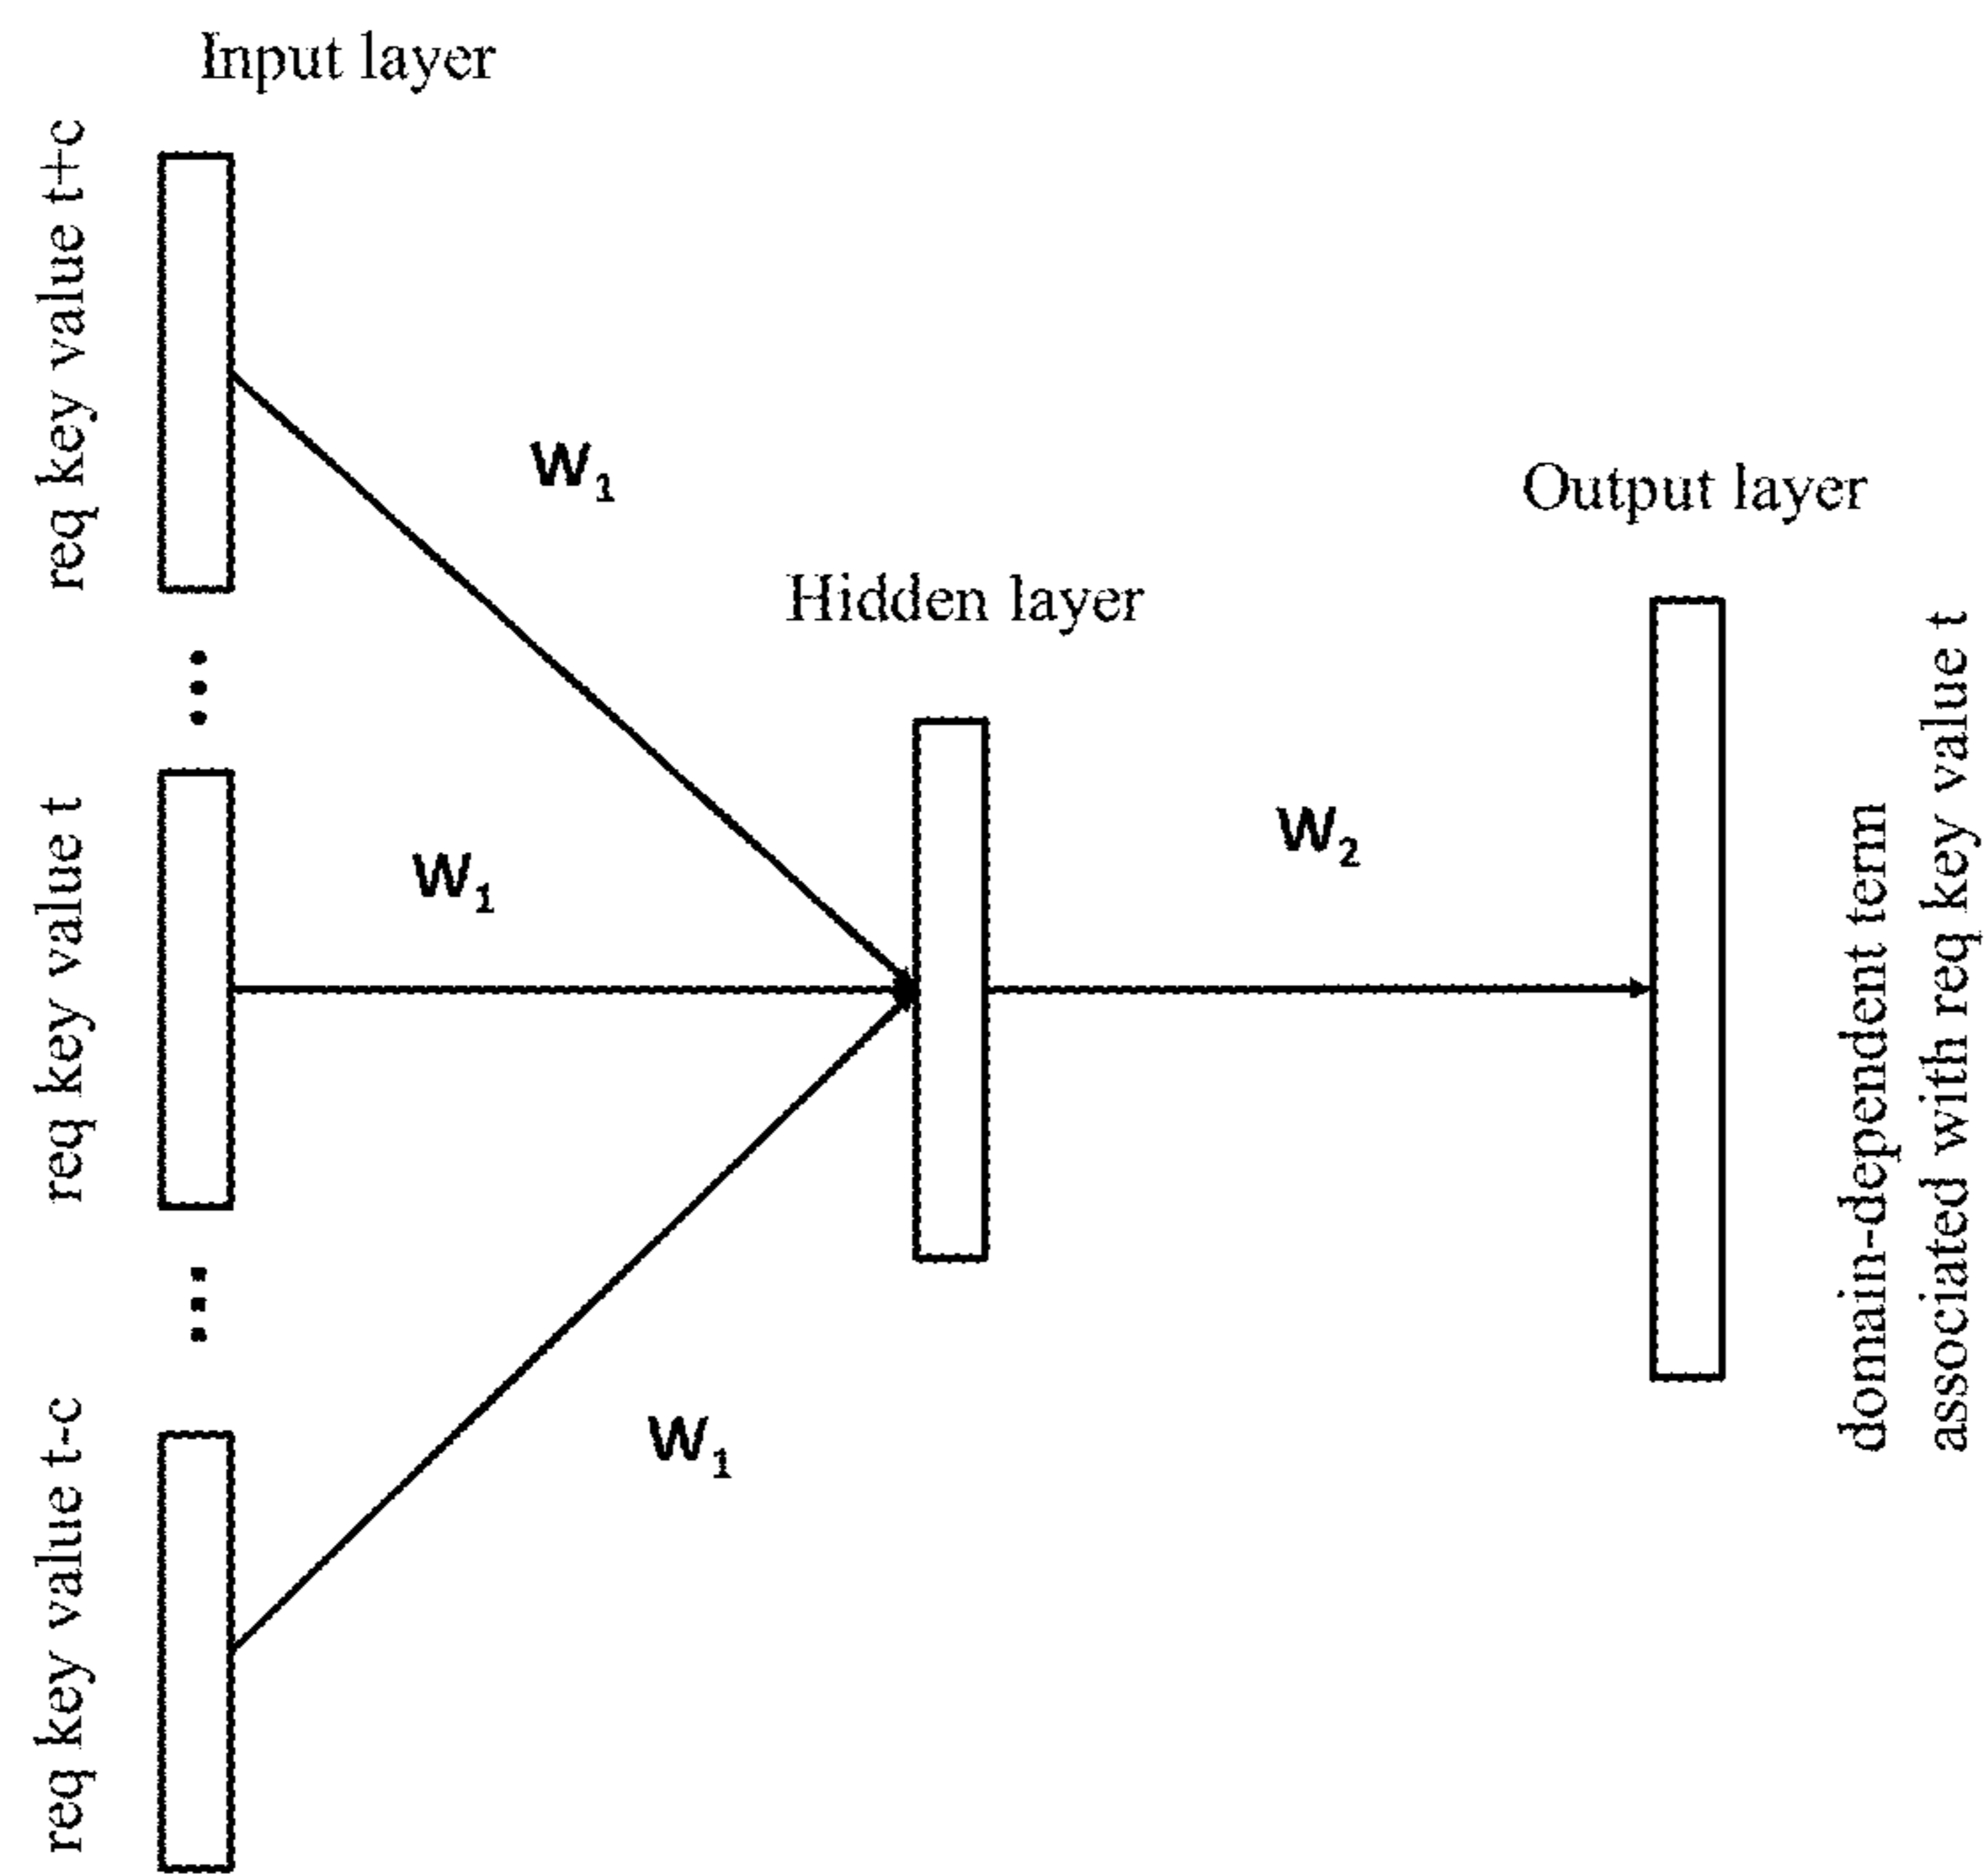 Input layer
req key value t+c
W₁
Output layer
Hidden layer
req key value t
W₁
W₂
domain-dependent term
associated with req key value t
req key value t-c
W₁